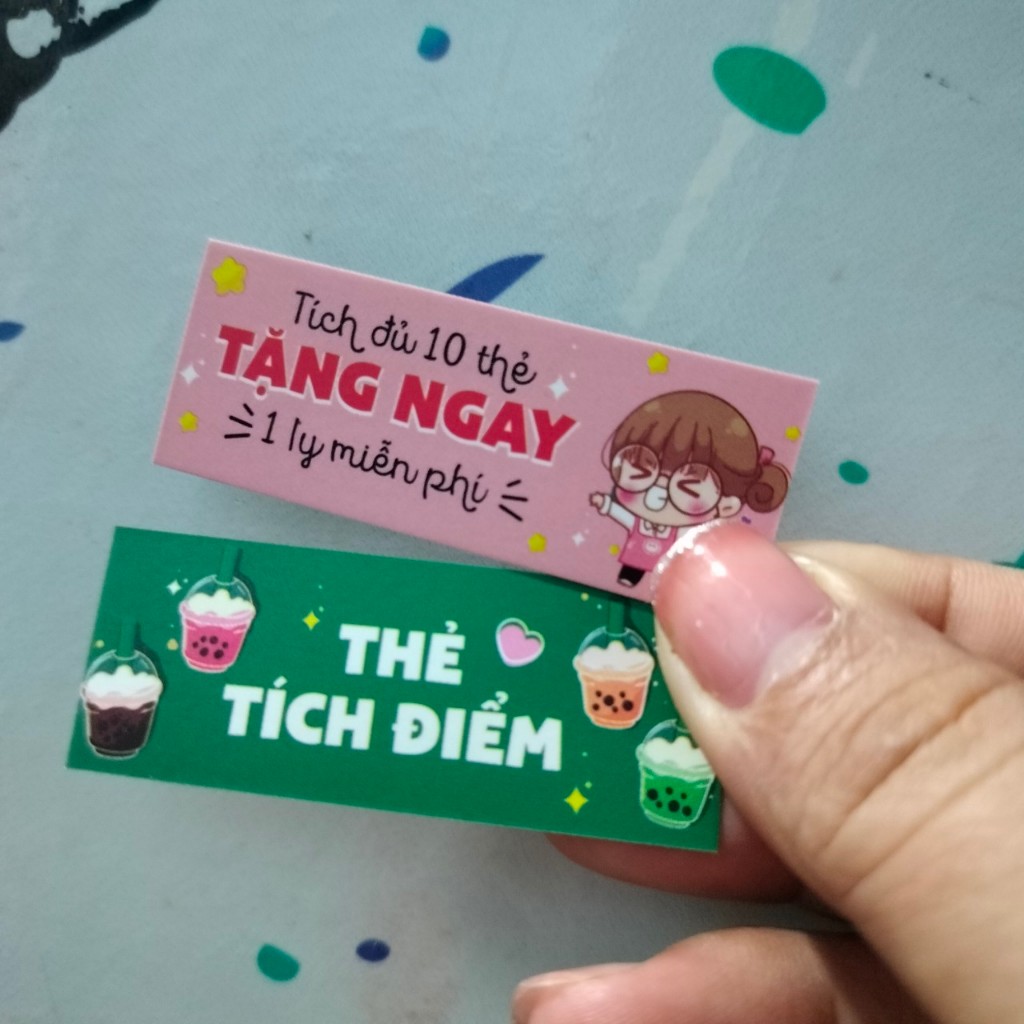 Tích đủ 10 thẻ
TẶNG NGAY
1 ly miễn phí
THẺ
TÍCH ĐIỂM